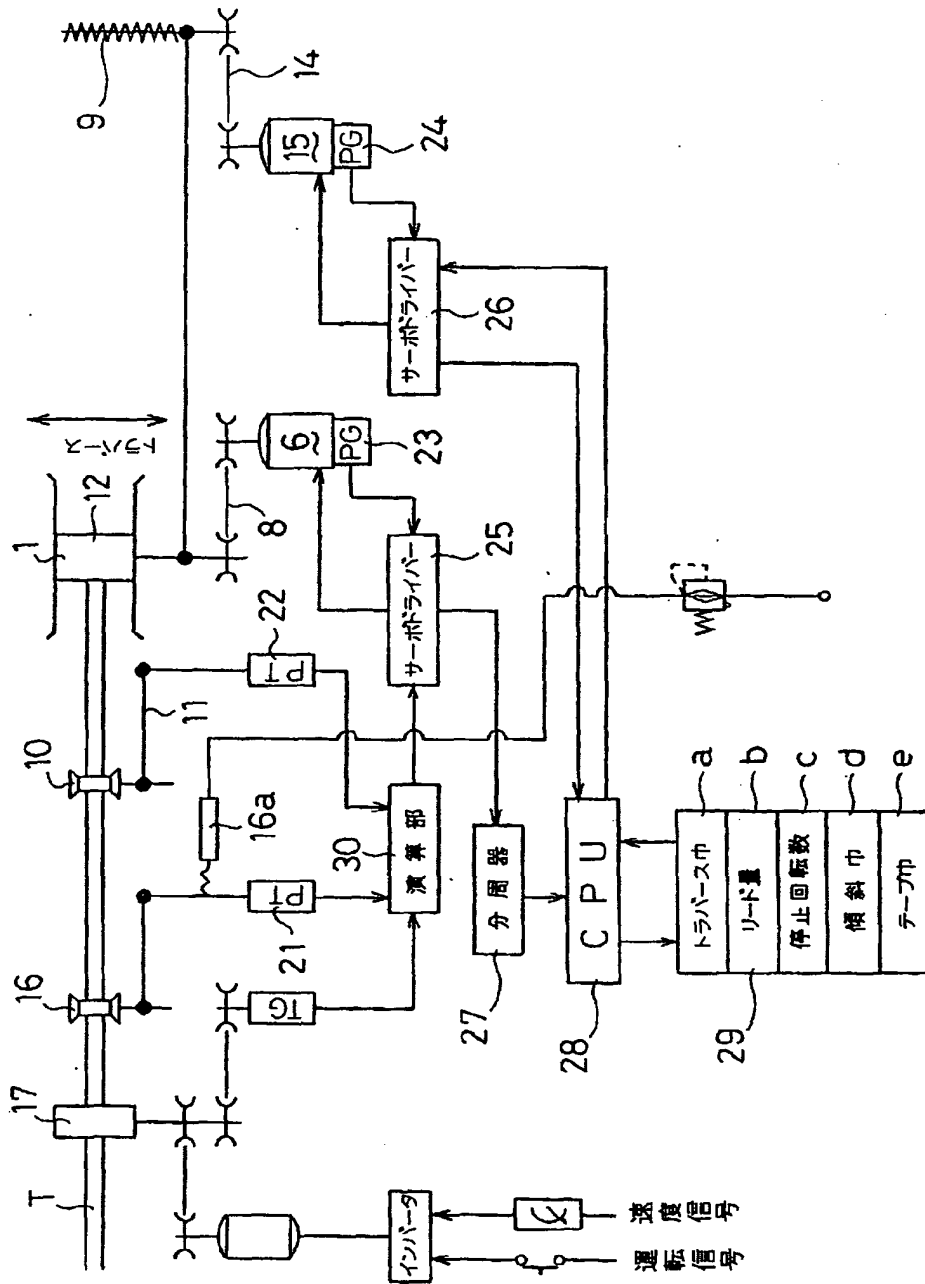 T
17
16
10
11
1
12
トラバース
9
14
15
PG
24
6
PG
23
8
サーボドライバー
26
サーボドライバー
25
PT
22
16a
PT
21
TG
演算部
30
分周器
27
CPU
28
トラバース巾
a
リード量
b
停止回転数
c
傾斜巾
d
テープ巾
e
29
インバータ
運転信号
速度信号